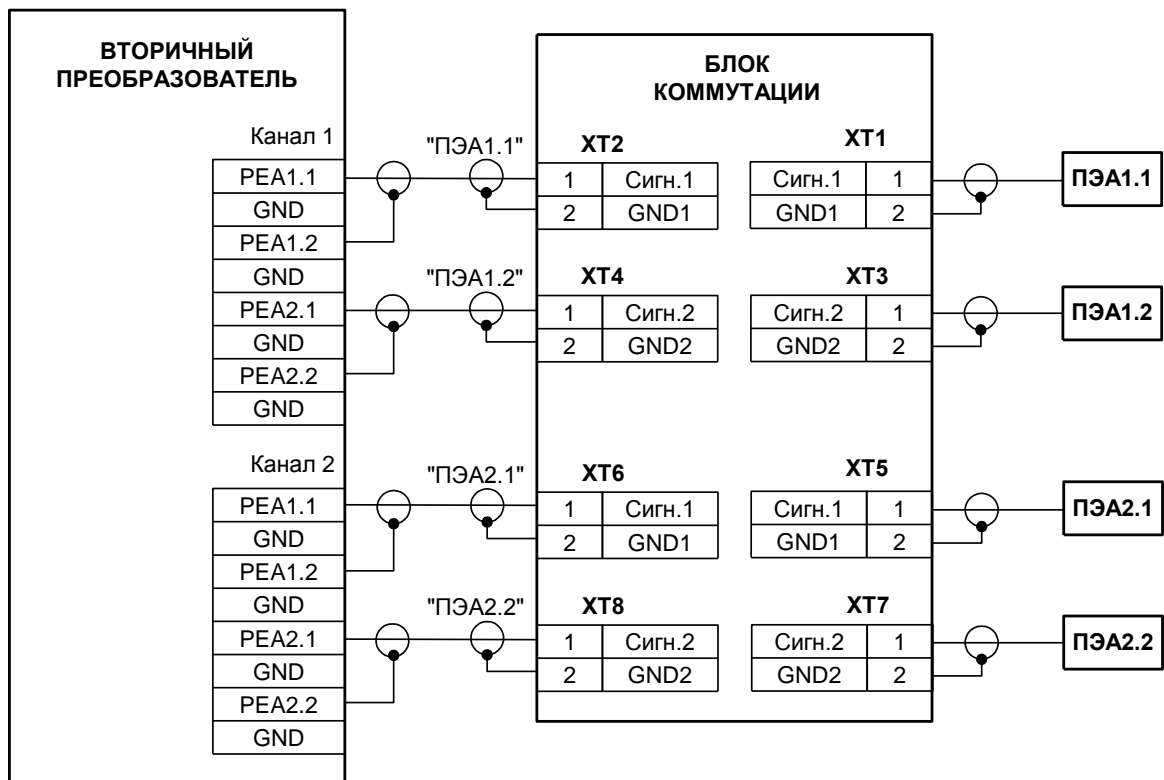 ВТОРИЧНЫЙ
ПРЕОБРАЗОВАТЕЛЬ
БЛОК
КОММУТАЦИИ
Канал 1
PEA1.1
GND
PEA1.2
GND
PEA2.1
GND
PEA2.2
GND
Канал 2
PEA1.1
GND
PEA1.2
GND
PEA2.1
GND
PEA2.2
GND
"ПЭА1.1"
"ПЭА1.2"
"ПЭА2.1"
"ПЭА2.2"
XT2
1 Сигн.1
2 GND1
XT4
1 Сигн.2
2 GND2
XT6
1 Сигн.1
2 GND1
XT8
1 Сигн.2
2 GND2
XT1
Сигн.1 1
GND1 2
XT3
Сигн.2 1
GND2 2
XT5
Сигн.1 1
GND1 2
XT7
Сигн.2 1
GND2 2
ПЭА1.1
ПЭА1.2
ПЭА2.1
ПЭА2.2